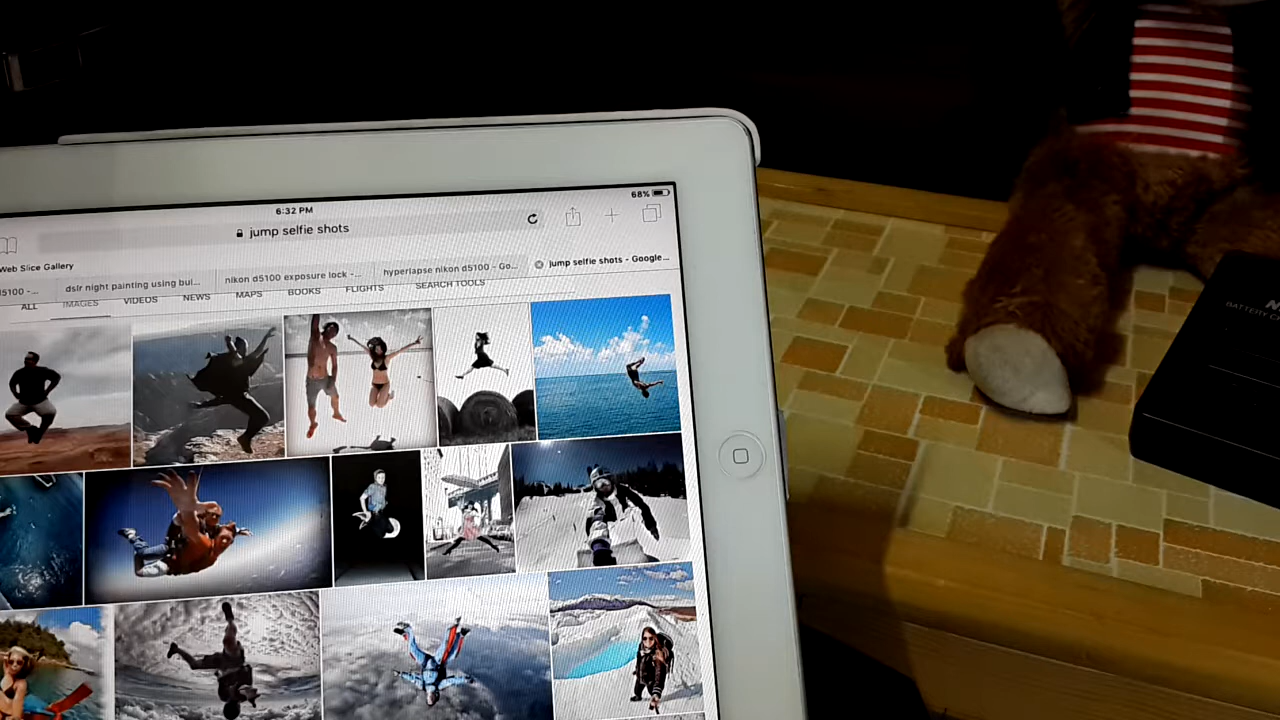 68%
6:32 PM
jump selfie shots
Web Slice Gallery
dslr night painting using bul...
nikon d5100 exposure lock -...
hyperlapse nikon d5100 - Go...
jump selfie shots - Google...
ALL IMAGES VIDEOS NEWS MAPS BOOKS FLIGHTS SEARCH TOOLS